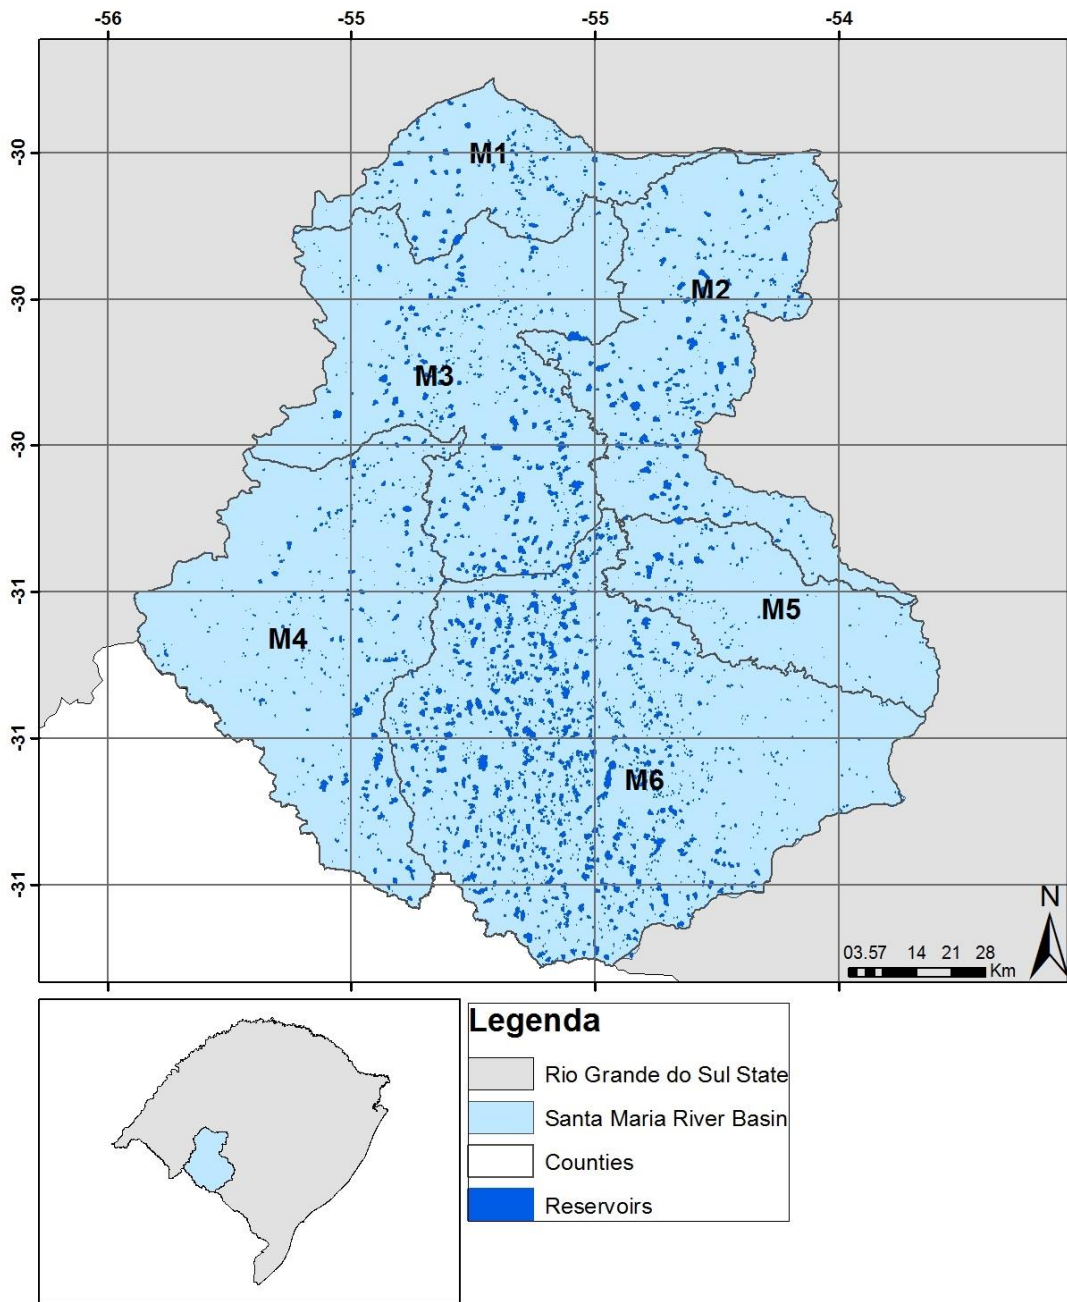 -56 -55 -55 -54
-30
M1
-30
M2
M3
-30
-31
M5
M4
-31
M6
-31
N
03.57 14 21 28
Km
Legenda
Rio Grande do Sul State
Santa Maria River Basin
Counties
Reservoirs